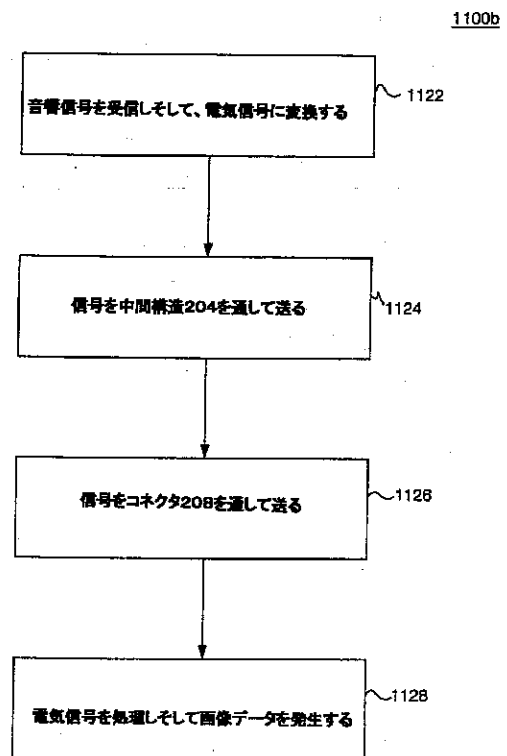 1100b
音響信号を受信しそして、電気信号に変換する
1122
信号を中間構造204を通して送る
1124
信号をコネクタ208を通して送る
1126
電気信号を処理しそして画像データを発生する
1128